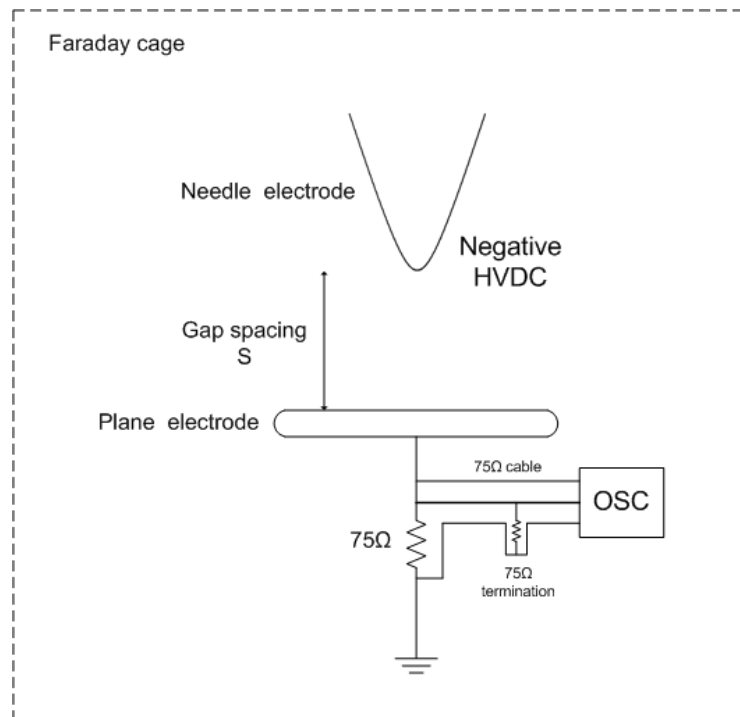 Faraday cage
Needle electrode
Negative
HVDC
Gap spacing
S
Plane electrode
75Ω cable
OSC
75Ω
75Ω
termination